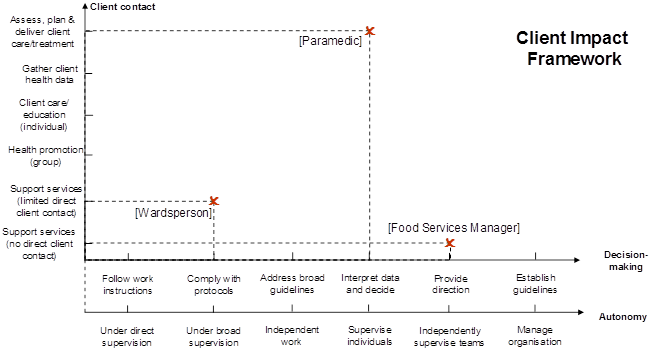 Client contact
Assess, plan &
deliver client
care/treatment
[Paramedic]
Client Impact
Framework
Gather client
health data
Client care/
education
(individual)
Health promotion
(group)
Support services
(limited direct
client contact)
[Wardsperson]
[Food Services Manager]
Support services
(no direct client
contact)
Decision-
making
Follow work
instructions
Comply with
protocols
Address broad
guidelines
Interpret data
and decide
Provide
direction
Establish
guidelines
Autonomy
Under direct
supervision
Under broad
supervision
Independent
work
Supervise
individuals
Independently
supervise teams
Manage
organisation